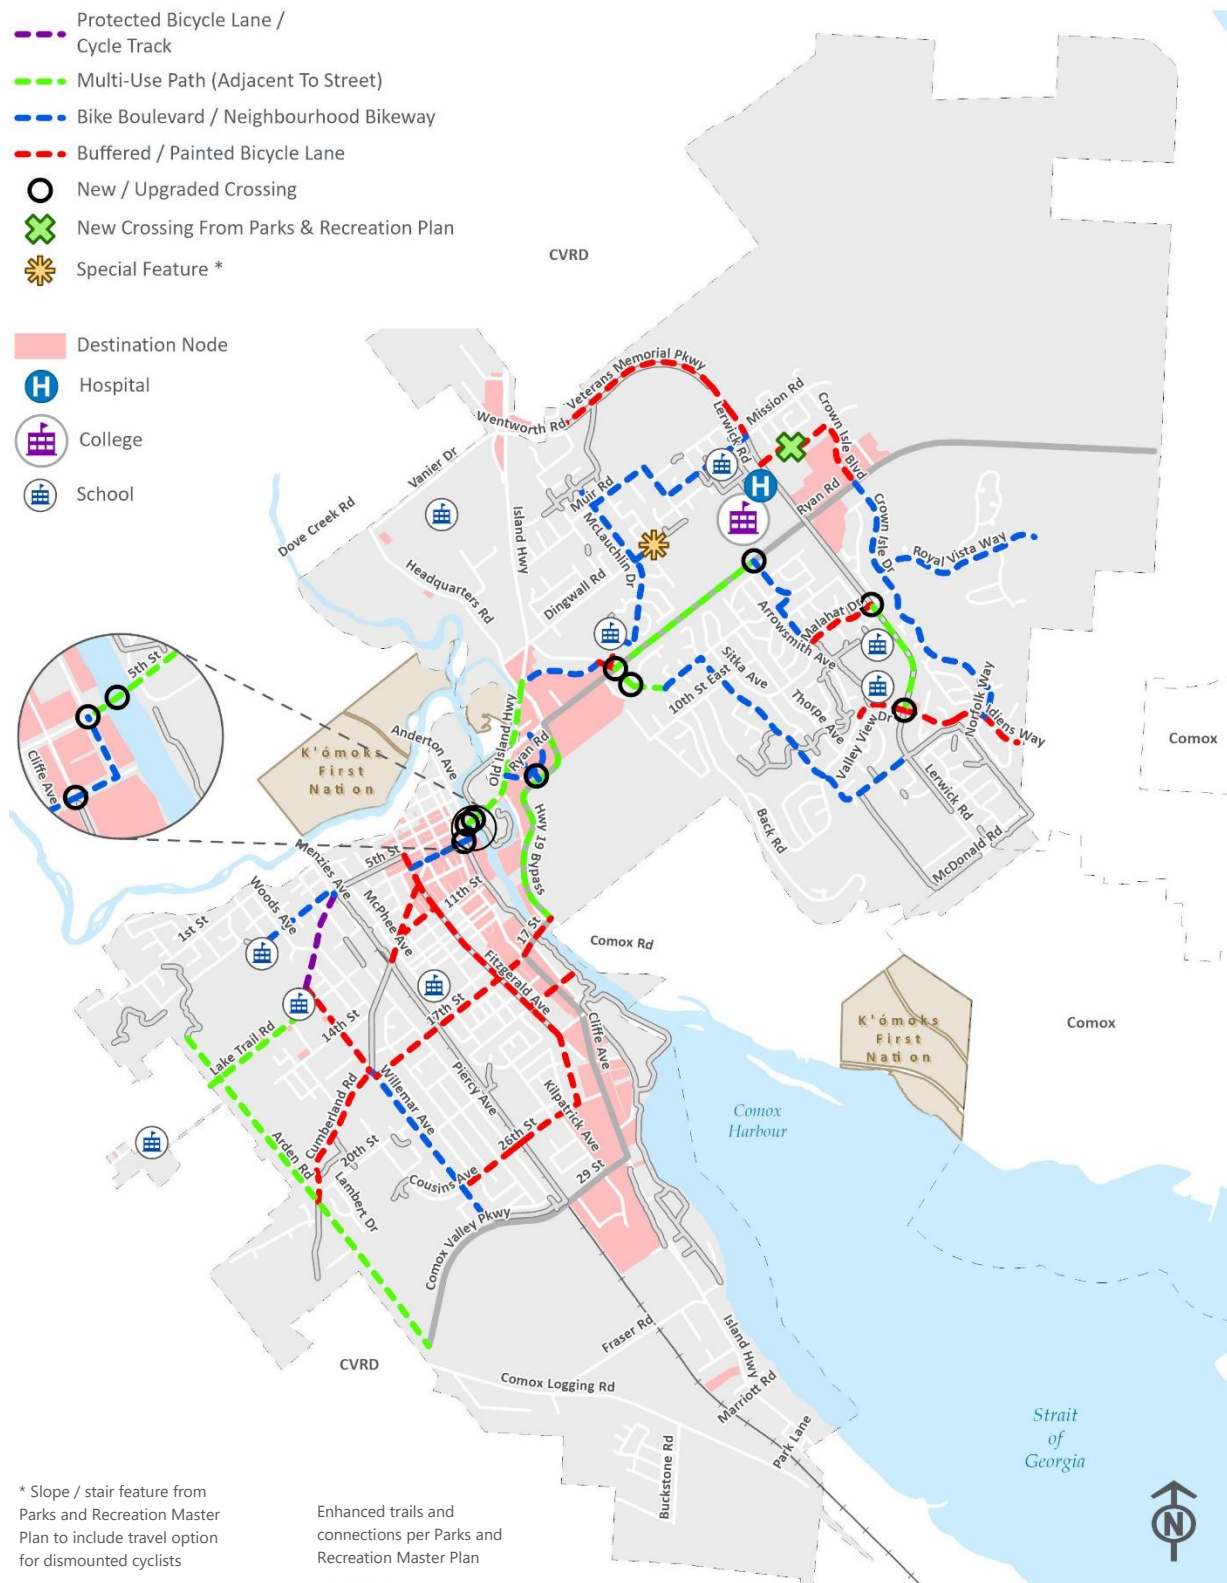 Protected Bicycle Lane /
Cycle Track
Multi-Use Path (Adjacent To Street)
Bike Boulevard / Neighbourhood Bikeway
Buffered / Painted Bicycle Lane
New / Upgraded Crossing
New Crossing From Parks & Recreation Plan
Special Feature *
Destination Node
H
Hospital
College
School
CVRD
Veterans Memorial Pkwy
Wentworth Rd
Lerwick Rd
Mission Rd
Crown Isle Blvd
Vanier Dr
Muir Rd
H
Ryan Rd
Dove Creek Rd
Island Hwy
McLauchlin Dr
Crown Isle Dr
Royal Vista Way
Headquarters Rd
Dingwall Rd
Malahat Dr
Arrowsmith Ave
5th St
Sitka Ave
10th St East
Thorpe Ave
Norfolk Way
Idiens Way
Valley View Dr
Comox
Anderton Ave
Old Island Hwy
Ryan Rd
K'ómoks
First
Nation
Cliffe Ave
Lerwick Rd
Back Rd
Hwy 19 Bypass
McDonald Rd
Menzies Ave
5th St
11th St
Woods Ave
McPhee Ave
1st St
17 St
Comox Rd
Fitzgerald Ave
17th St
14th St
Lake Trail Rd
Cliffe Ave
K'ómoks
First
Nation
Comox
Piercy Ave
Willemar Ave
Kilpatrick Ave
Cumberland Rd
Comox
Harbour
26th St
20th St
Arden Rd
Cousins Ave
29 St
Lambert Dr
Comox Valley Pkwy
Fraser Rd
Island Hwy
CVRD
Comox Logging Rd
Marriott Rd
Park Lane
Buckstone Rd
Strait
of
Georgia
* Slope / stair feature from
Parks and Recreation Master
Plan to include travel option
for dismounted cyclists
Enhanced trails and
connections per Parks and
Recreation Master Plan
N